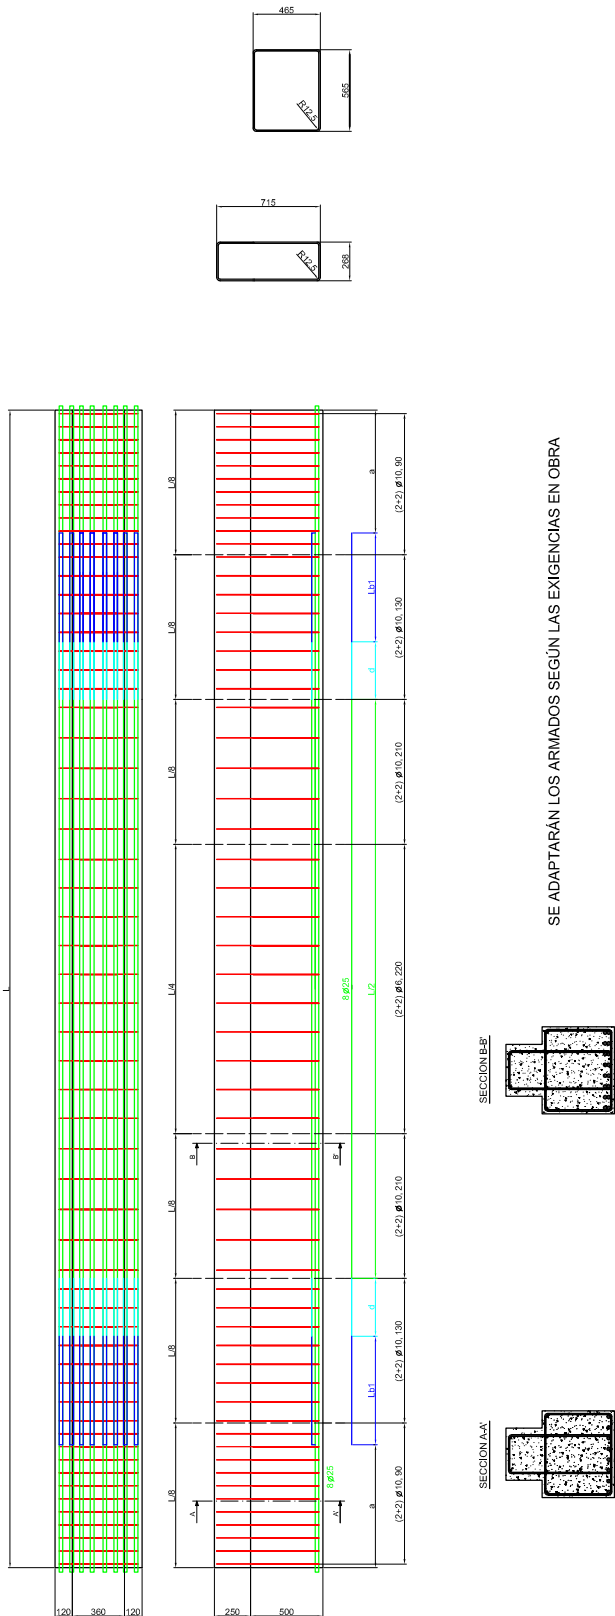 465
565
R12,5
715
268
R12,5
L
L/8
L/8
L/8
L/4
L/8
L/8
L/8
a
(2+2) Ø10, 90
Lb1
(2+2) Ø10, 130
d
(2+2) Ø10, 210
8Ø25
L/2
(2+2) Ø6, 220
B
B'
(2+2) Ø10, 210
d
(2+2) Ø10, 130
Lb1
8Ø25
A
A'
a
(2+2) Ø10, 90
120
360
120
250
500
SE ADAPTARÁN LOS ARMADOS SEGÚN LAS EXIGENCIAS EN OBRA
SECCION B-B'
SECCION A-A'